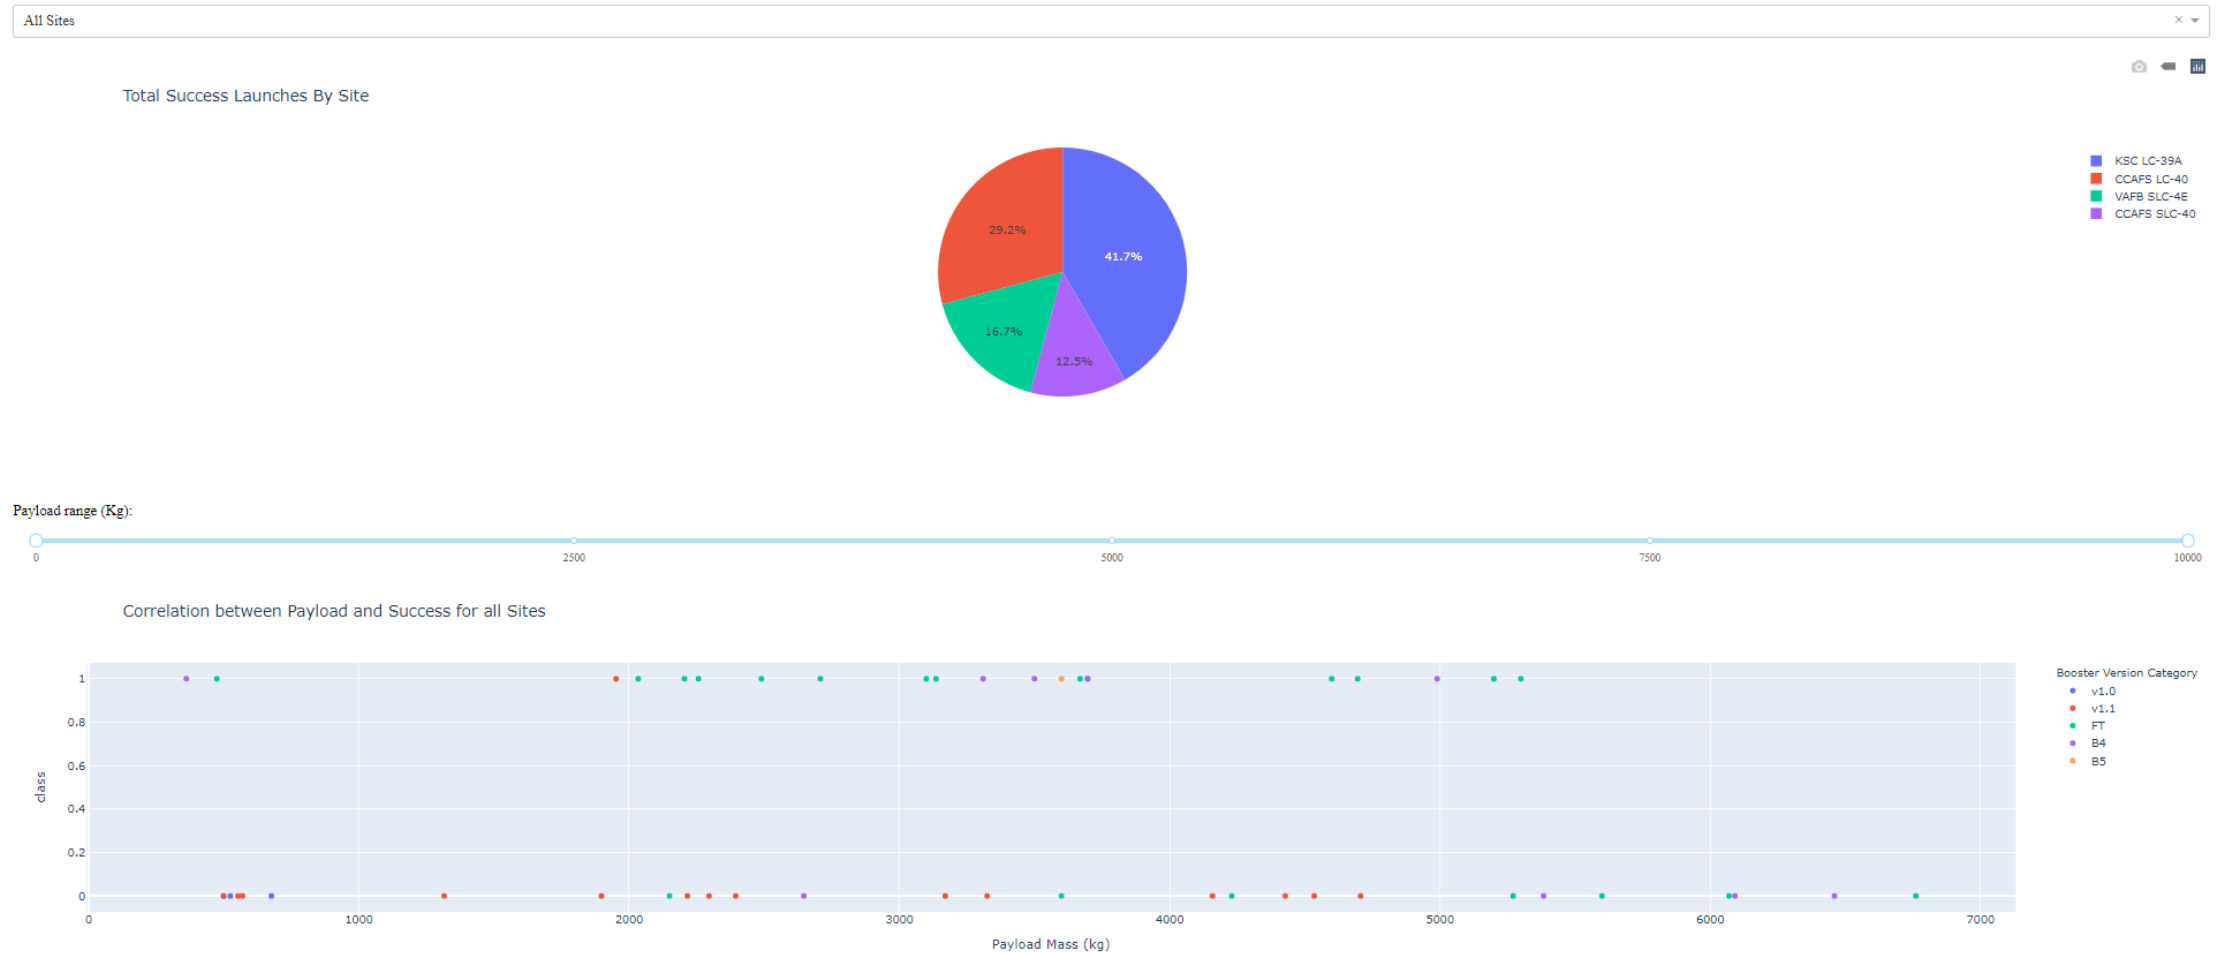 All Sites
Total Success Launches By Site
KSC LC-39A
CCAFS LC-40
VAFB SLC-4E
CCAFS SLC-40
29.2%
41.7%
16.7%
12.5%
Payload range (Kg):
0 2500 5000 7500 10000
Correlation between Payload and Success for all Sites
Booster Version Category
v1.0
v1.1
FT
B4
B5
class
1
0.8
0.6
0.4
0.2
0
0 1000 2000 3000 4000 5000 6000 7000
Payload Mass (kg)